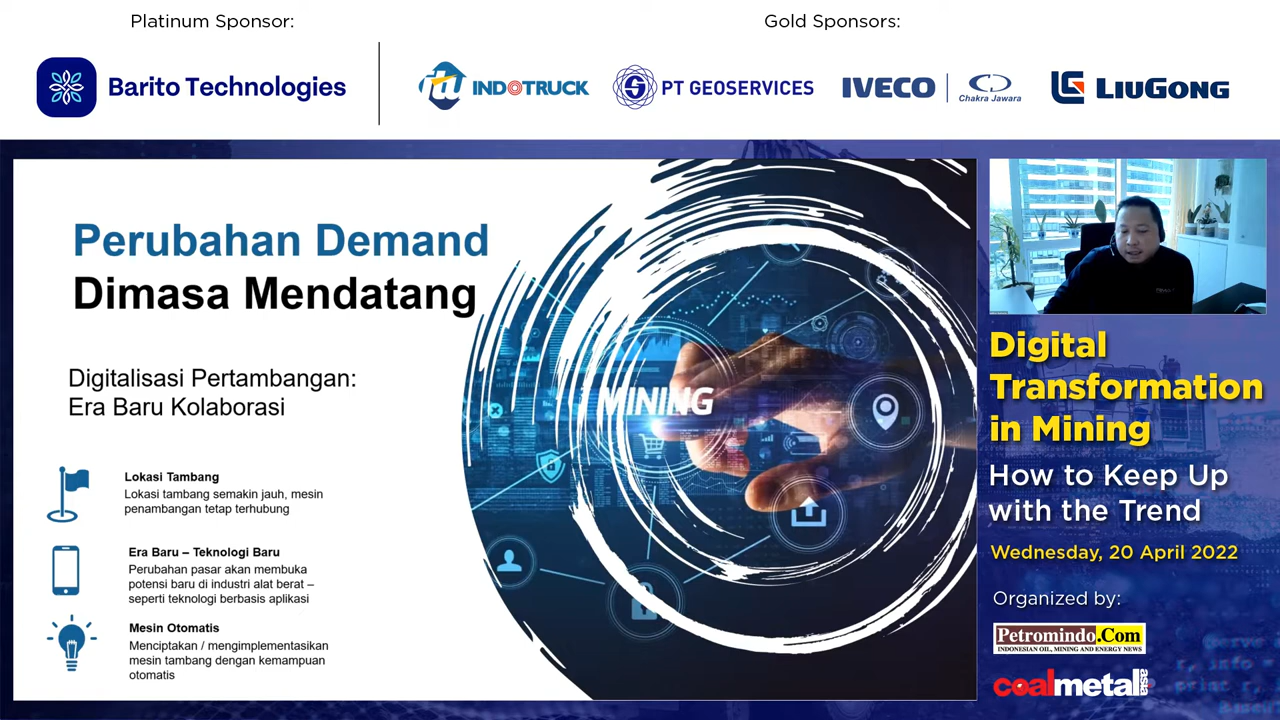 Platinum Sponsor:
Gold Sponsors:
Barito Technologies
INDOTRUCK
PT GEOSERVICES
IVECO
Chakra Jawara
LIUGONG
Perubahan Demand
Dimasa Mendatang
Digitalisasi Pertambangan:
Era Baru Kolaborasi
Lokasi Tambang
Lokasi tambang semakin jauh, mesin
penambangan tetap terhubung
Era Baru – Teknologi Baru
Perubahan pasar akan membuka
potensi baru di industri alat berat –
seperti teknologi berbasis aplikasi
Mesin Otomatis
Menciptakan / mengimplementasikan
mesin tambang dengan kemampuan
otomatis
MINING
Digital
Transformation
in Mining
How to Keep Up
with the Trend
Wednesday, 20 April 2022
Organized by:
Petromindo.Com
INDONESIAN OIL, MINING AND ENERGY NEWS
coalmetal asia